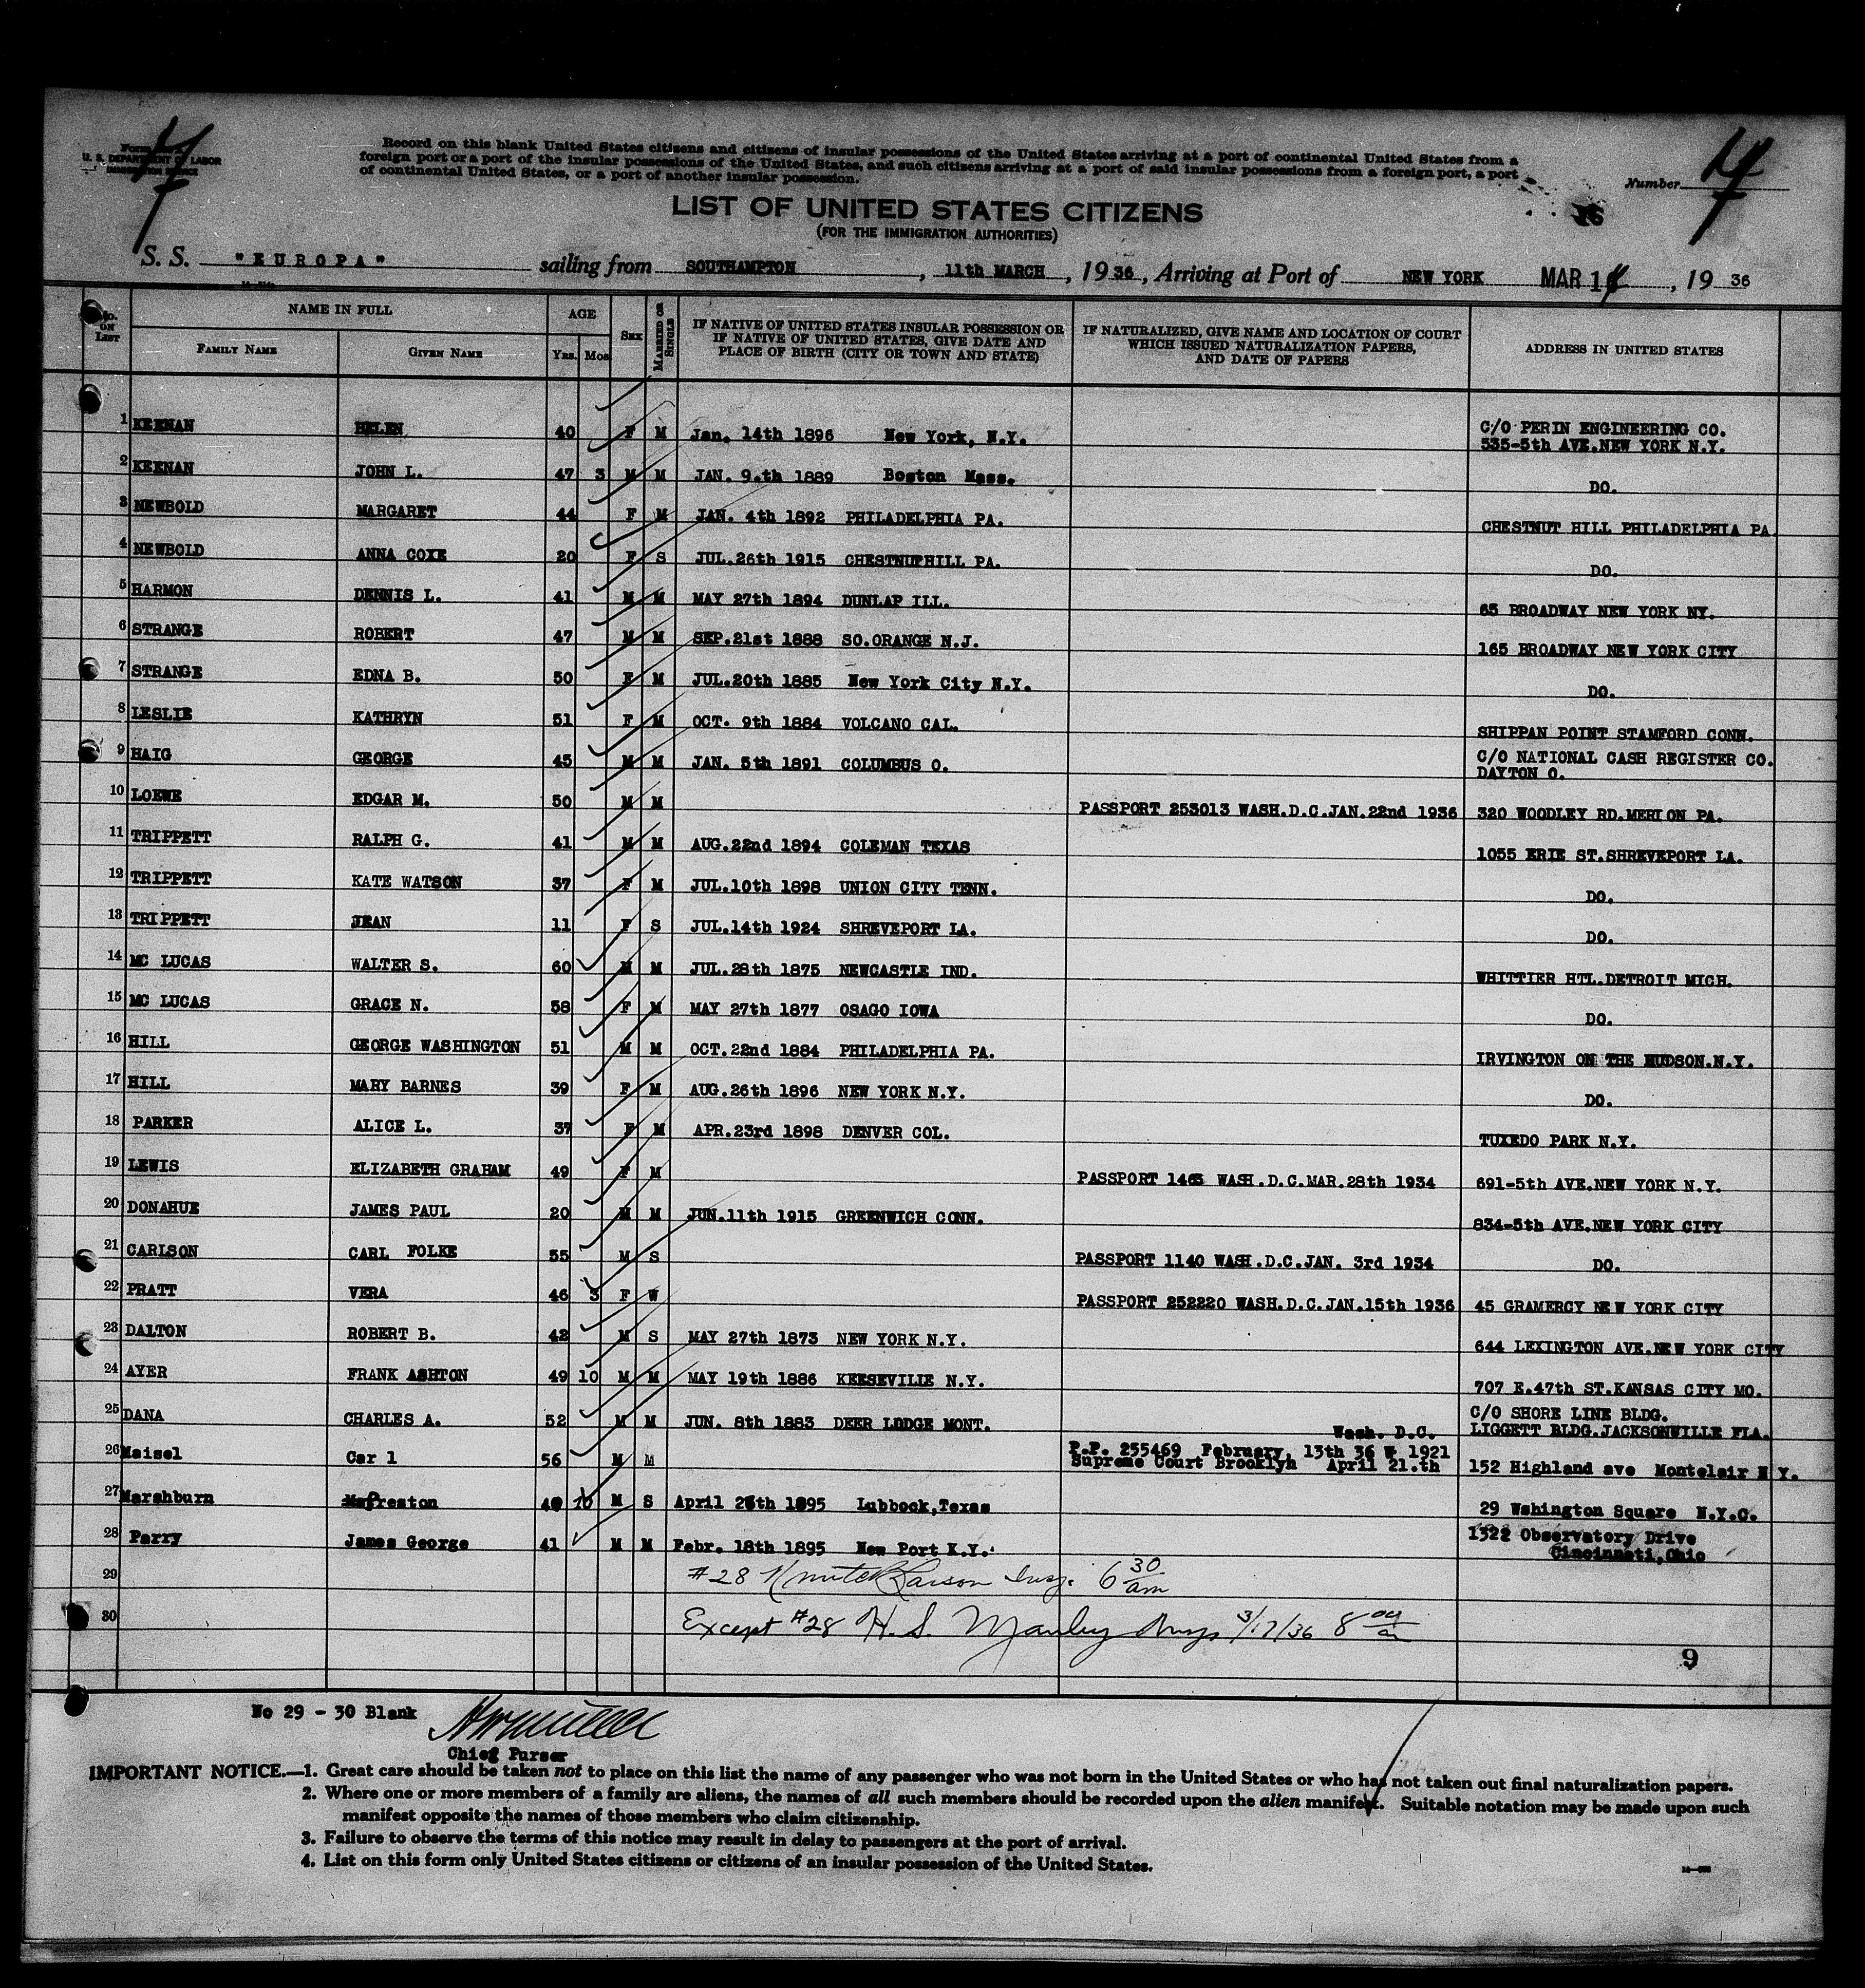 U. S. DEPARTMENT OF LABOR
IMMIGRATION SERVICE
Record on this blank United States citizens and citizens of insular possessions of the United States arriving at a port of continental United States from a
foreign port or a port of the insular possessions of the United States, and such citizens arriving at a port of said insular possessions from a foreign port, a port
of continental United States, or a port of another insular possession.
Number
LIST OF UNITED STATES CITIZENS
(FOR THE IMMIGRATION AUTHORITIES)
S. S. "EUROPA" sailing from SOUTHAMPTON, 11th MARCH, 1936, Arriving at Port of NEW YORK MAR 1 , 19 36
NO. ON LIST NAME IN FULL AGE SEX MARRIED OR SINGLE IF NATIVE OF UNITED STATES INSULAR POSSESSION OR IF NATIVE OF UNITED STATES, GIVE DATE AND PLACE OF BIRTH (CITY OR TOWN AND STATE) IF NATURALIZED, GIVE NAME AND LOCATION OF COURT WHICH ISSUED NATURALIZATION PAPERS, AND DATE OF PAPERS ADDRESS IN UNITED STATES
FAMILY NAME GIVEN NAME Yrs. Mos
1 KEENAN HELEN 40 F M Jan. 14th 1896 New York, N.Y. C/O PERIN ENGINEERING CO.
535-5th AVE.NEW YORK N.Y.
2 KEENAN JOHN L. 47 3 M M JAN. 9.th 1889 Boston Mass. DO.
3 NEWBOLD MARGARET 44 F M JAN. 4th 1892 PHILADELPHIA PA. CHESTNUT HILL PHILADELPHIA PA
4 NEWBOLD ANNA COXE 20 F S JUL.26th 1915 CHESTNUTHILL PA. DO.
5 HARMON DENNIS L. 41 M M MAY 27th 1894 DUNLAP ILL. 65 BROADWAY NEW YORK NY.
6 STRANGE ROBERT 47 M M SEP.21st 1888 SO.ORANGE N.J. 165 BROADWAY NEW YORK CITY
7 STRANGE EDNA B. 50 F M JUL.20th 1885 New York City N.Y. DO.
8 LESLIE KATHRYN 51 F M OCT. 9th 1884 VOLCANO CAL. SHIPPAN POINT STAMFORD CONN.
9 HAIG GEORGE 45 M M JAN. 5th 1891 COLUMBUS O. C/O NATIONAL CASH REGISTER CO.
DAYTON O.
10 LOEWE EDGAR M. 50 M M PASSPORT 253013 WASH.D.C.JAN.22nd 1936 320 WOODLEY RD.MERION PA.
11 TRIPPETT RALPH G. 41 M M AUG.22nd 1894 COLEMAN TEXAS 1055 ERIE ST.SHREVEPORT LA.
12 TRIPPETT KATE WATSON 37 F M JUL.10th 1898 UNION CITY TENN. DO.
13 TRIPPETT JEAN 11 F S JUL.14th 1924 SHREVEPORT LA. DO.
14 MC LUCAS WALTER S. 60 M M JUL.28th 1875 NEWCASTLE IND. WHITTIER HTL.DETROIT MICH.
15 MC LUCAS GRACE N. 58 F M MAY 27th 1877 OSAGO IOWA DO.
16 HILL GEORGE WASHINGTON 51 M M OCT.22nd 1884 PHILADELPHIA PA. IRVINGTON ON THE HUDSON.N.Y.
17 HILL MARY BARNES 39 F M AUG.26th 1896 NEW YORK N.Y. DO.
18 PARKER ALICE L. 37 F M APR.23rd 1898 DENVER COL. TUXEDO PARK N.Y.
19 LEWIS ELIZABETH GRAHAM 49 F M PASSPORT 1463 WASH.D.C.MAR.28th 1934 691-5th AVE.NEW YORK N.Y.
20 DONAHUE JAMES PAUL 20 M M JUN.11th 1915 GREENWICH CONN. 834-5th AVE.NEW YORK CITY
21 CARLSON CARL FOLKE 55 M S PASSPORT 1140 WASH.D.C.JAN. 3rd 1934 DO.
22 PRATT VERA 46 3 F W PASSPORT 252220 WASH.D.C.JAN.15th 1936 45 GRAMERCY NEW YORK CITY
23 DALTON ROBERT B. 42 M S MAY 27th 1873 NEW YORK N.Y. 644 LEXINGTON AVE.NEW YORK CITY
24 AYER FRANK ASHTON 49 10 M M MAY 19th 1886 KEESEVILLE N.Y. 707 E.47th ST.KANSAS CITY MO.
25 DANA CHARLES A. 52 M M JUN. 8th 1883 DEER LODGE MONT. C/O SHORE LINE BLDG.
LIGGETT BLDG.JACKSONVILLE FLA.
Wash. D.C.
26 Maisel Carl 56 M M P.P. 255469 February, 13th 36 1921
Supreme Court Brooklyn April 21.th 152 Highland ave Montelair N Y.
27 Marshburn Preston 40 10 M S April 26th 1895 Lubbock,Texas 29 Wshington Square N.Y.C.
28 Parry James George 41 M M Febr. 18th 1895 New Port K.Y. 1322 Observatory Drive
Cincinnati,Ohio
29 #28 Knute Larson Insp. 6 30 am
30 Except #28 H. S. Manley Insp 3/17/36 8
9
No 29 - 30 Blank
Chief Purser
IMPORTANT NOTICE.—1. Great care should be taken not to place on this list the name of any passenger who was not born in the United States or who has not taken out final naturalization papers.
2. Where one or more members of a family are aliens, the names of all such members should be recorded upon the alien manifest. Suitable notation may be made upon such
manifest opposite the names of those members who claim citizenship.
3. Failure to observe the terms of this notice may result in delay to passengers at the port of arrival.
4. List on this form only United States citizens or citizens of an insular possession of the United States.